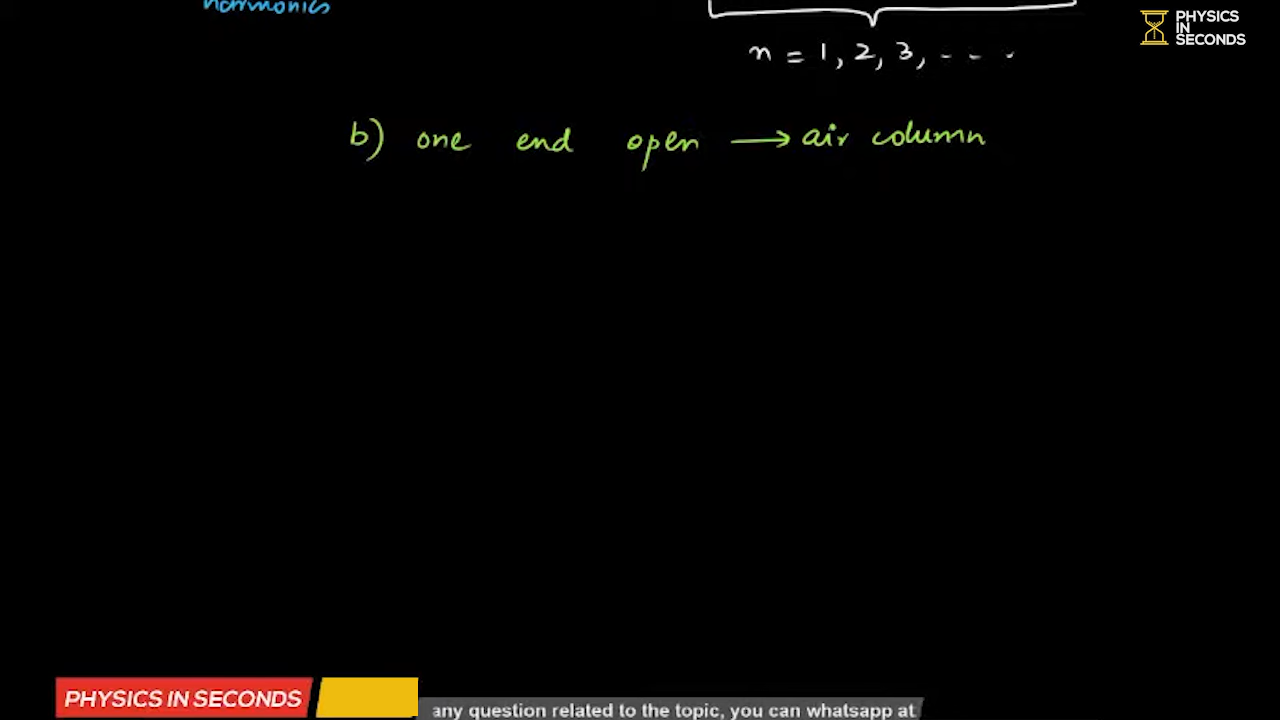 harmonics
PHYSICS
IN
SECONDS
n = 1, 2, 3, - - -
b) one end open → air column
PHYSICS IN SECONDS
any question related to the topic, you can whatsapp at